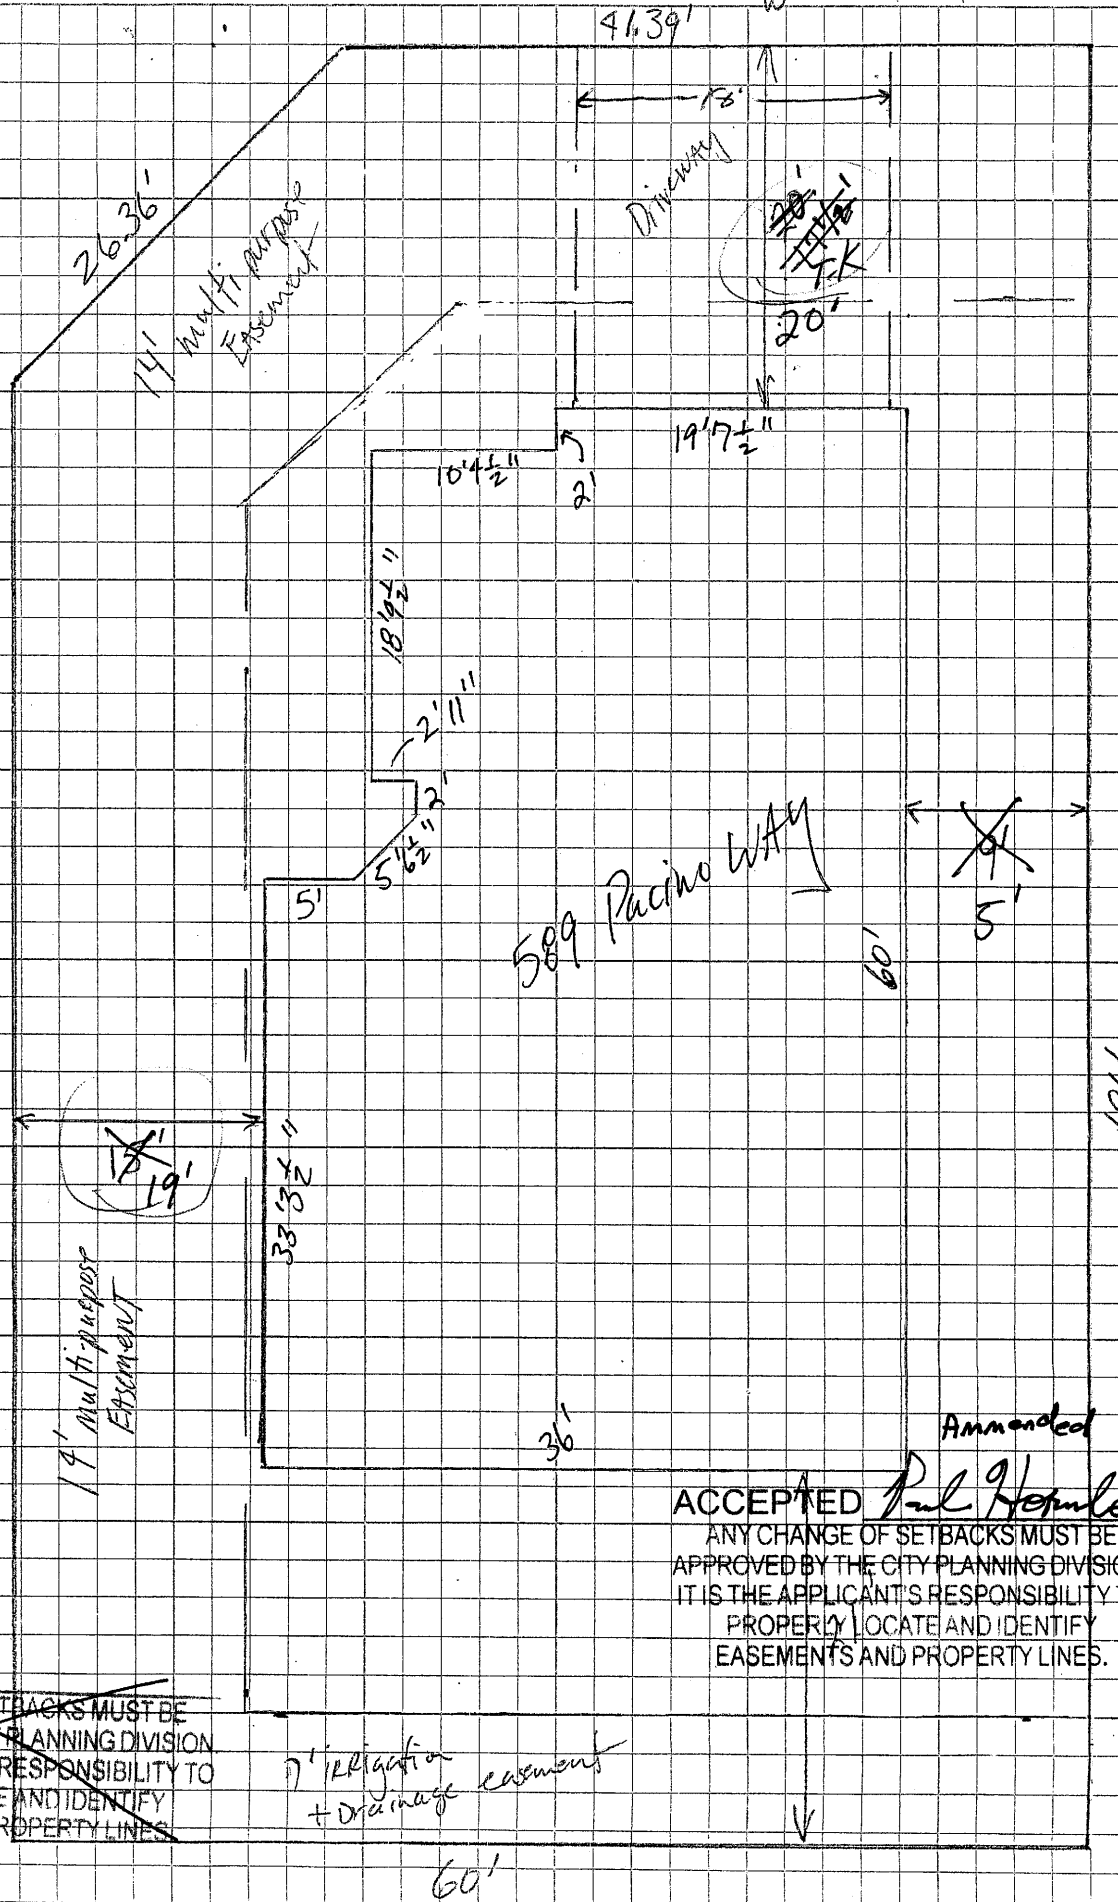 41.39'
26.36'
14' multi purpose
Easement
18'
Driveway
20'
T.K
20'
19'7½"
10'4½"
2'
18'9½"
2'11"
2'
5'6½"
5'
589 Pacino WAY
9'
5'
60'
15'
19'
33'3½"
14' Multi-purpose
EAsement
36'
Ammended
ACCEPTED
ANY CHANGE OF SETBACKS MUST BE
APPROVED BY THE CITY PLANNING DIVISIO
IT IS THE APPLICANT'S RESPONSIBILITY T
PROPERLY LOCATE AND IDENTIFY
EASEMENTS AND PROPERTY LINES.
TBACKS MUST BE
PLANNING DIVISION
RESPONSIBILITY TO
E AND IDENTIFY
ROPERTY LINES
7' irrigation
+ Drainage easement
60'